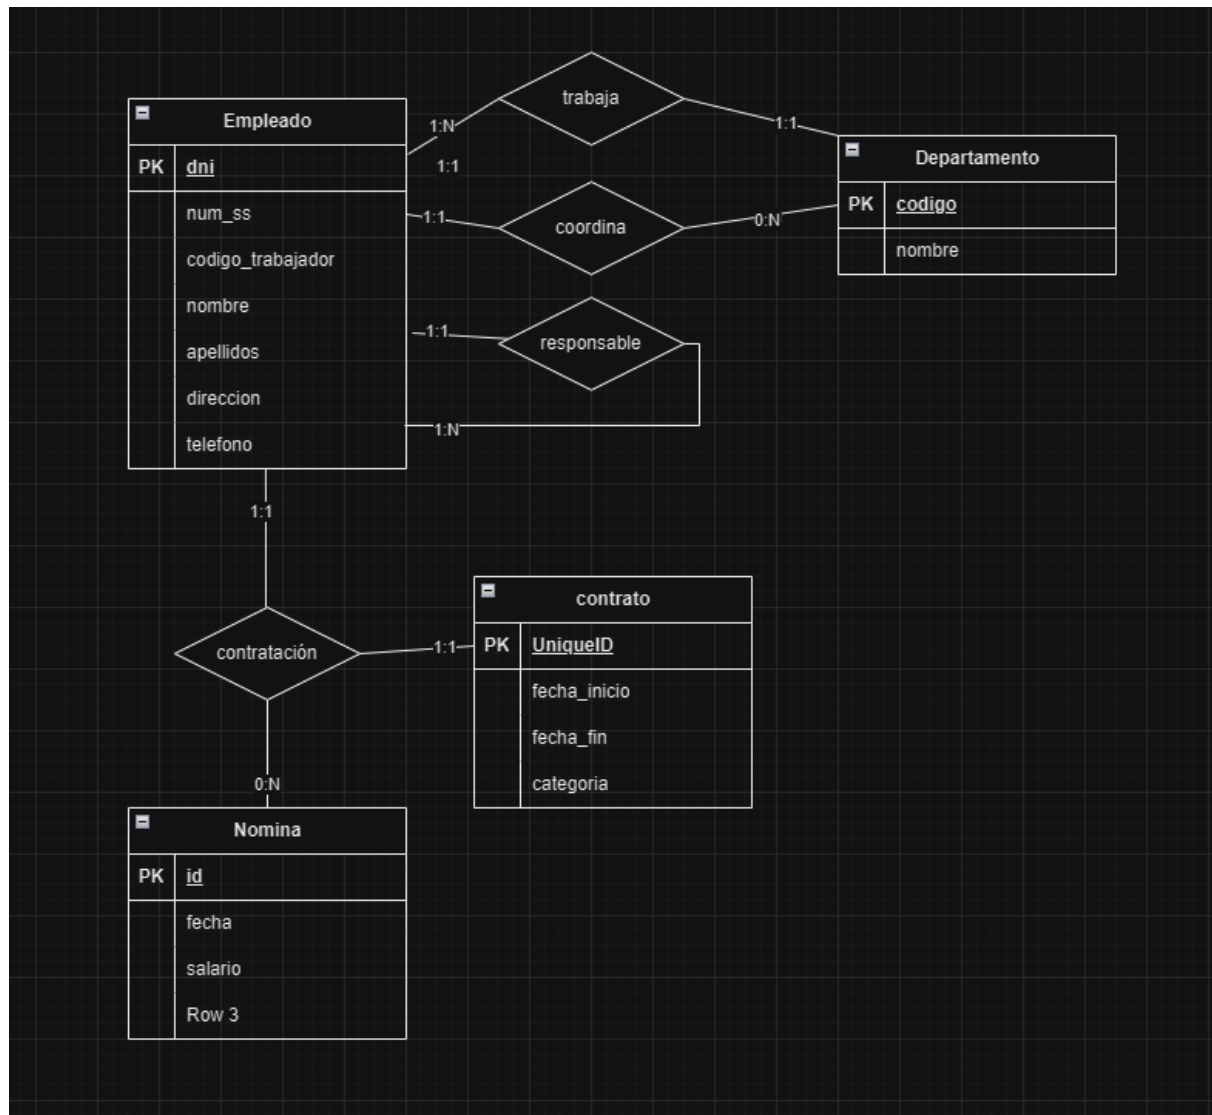 trabaja
Empleado
1:N
1:1
Departamento
PK dni
1:1
PK codigo
num_ss
1:1
coordina
0:N
nombre
codigo_trabajador
nombre
1:1
responsable
apellidos
direccion
1:N
telefono
1:1
contrato
contratación
1:1
PK UniqueID
fecha_inicio
fecha_fin
0:N
categoria
Nomina
PK id
fecha
salario
Row 3